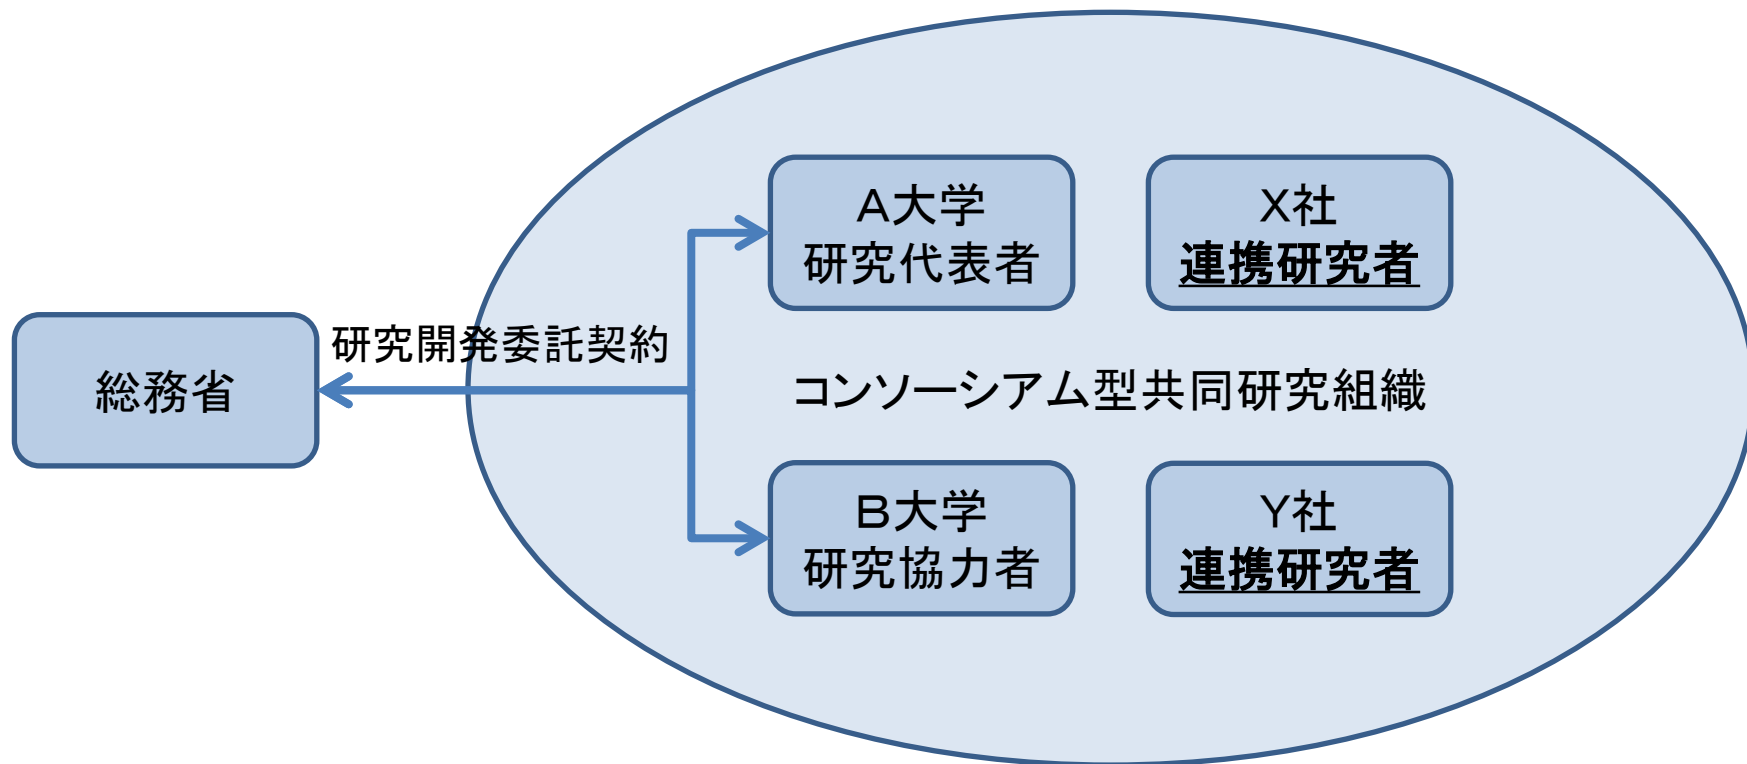 総務省
研究開発委託契約
A大学
研究代表者
X社
連携研究者
コンソーシアム型共同研究組織
B大学
研究協力者
Y社
連携研究者